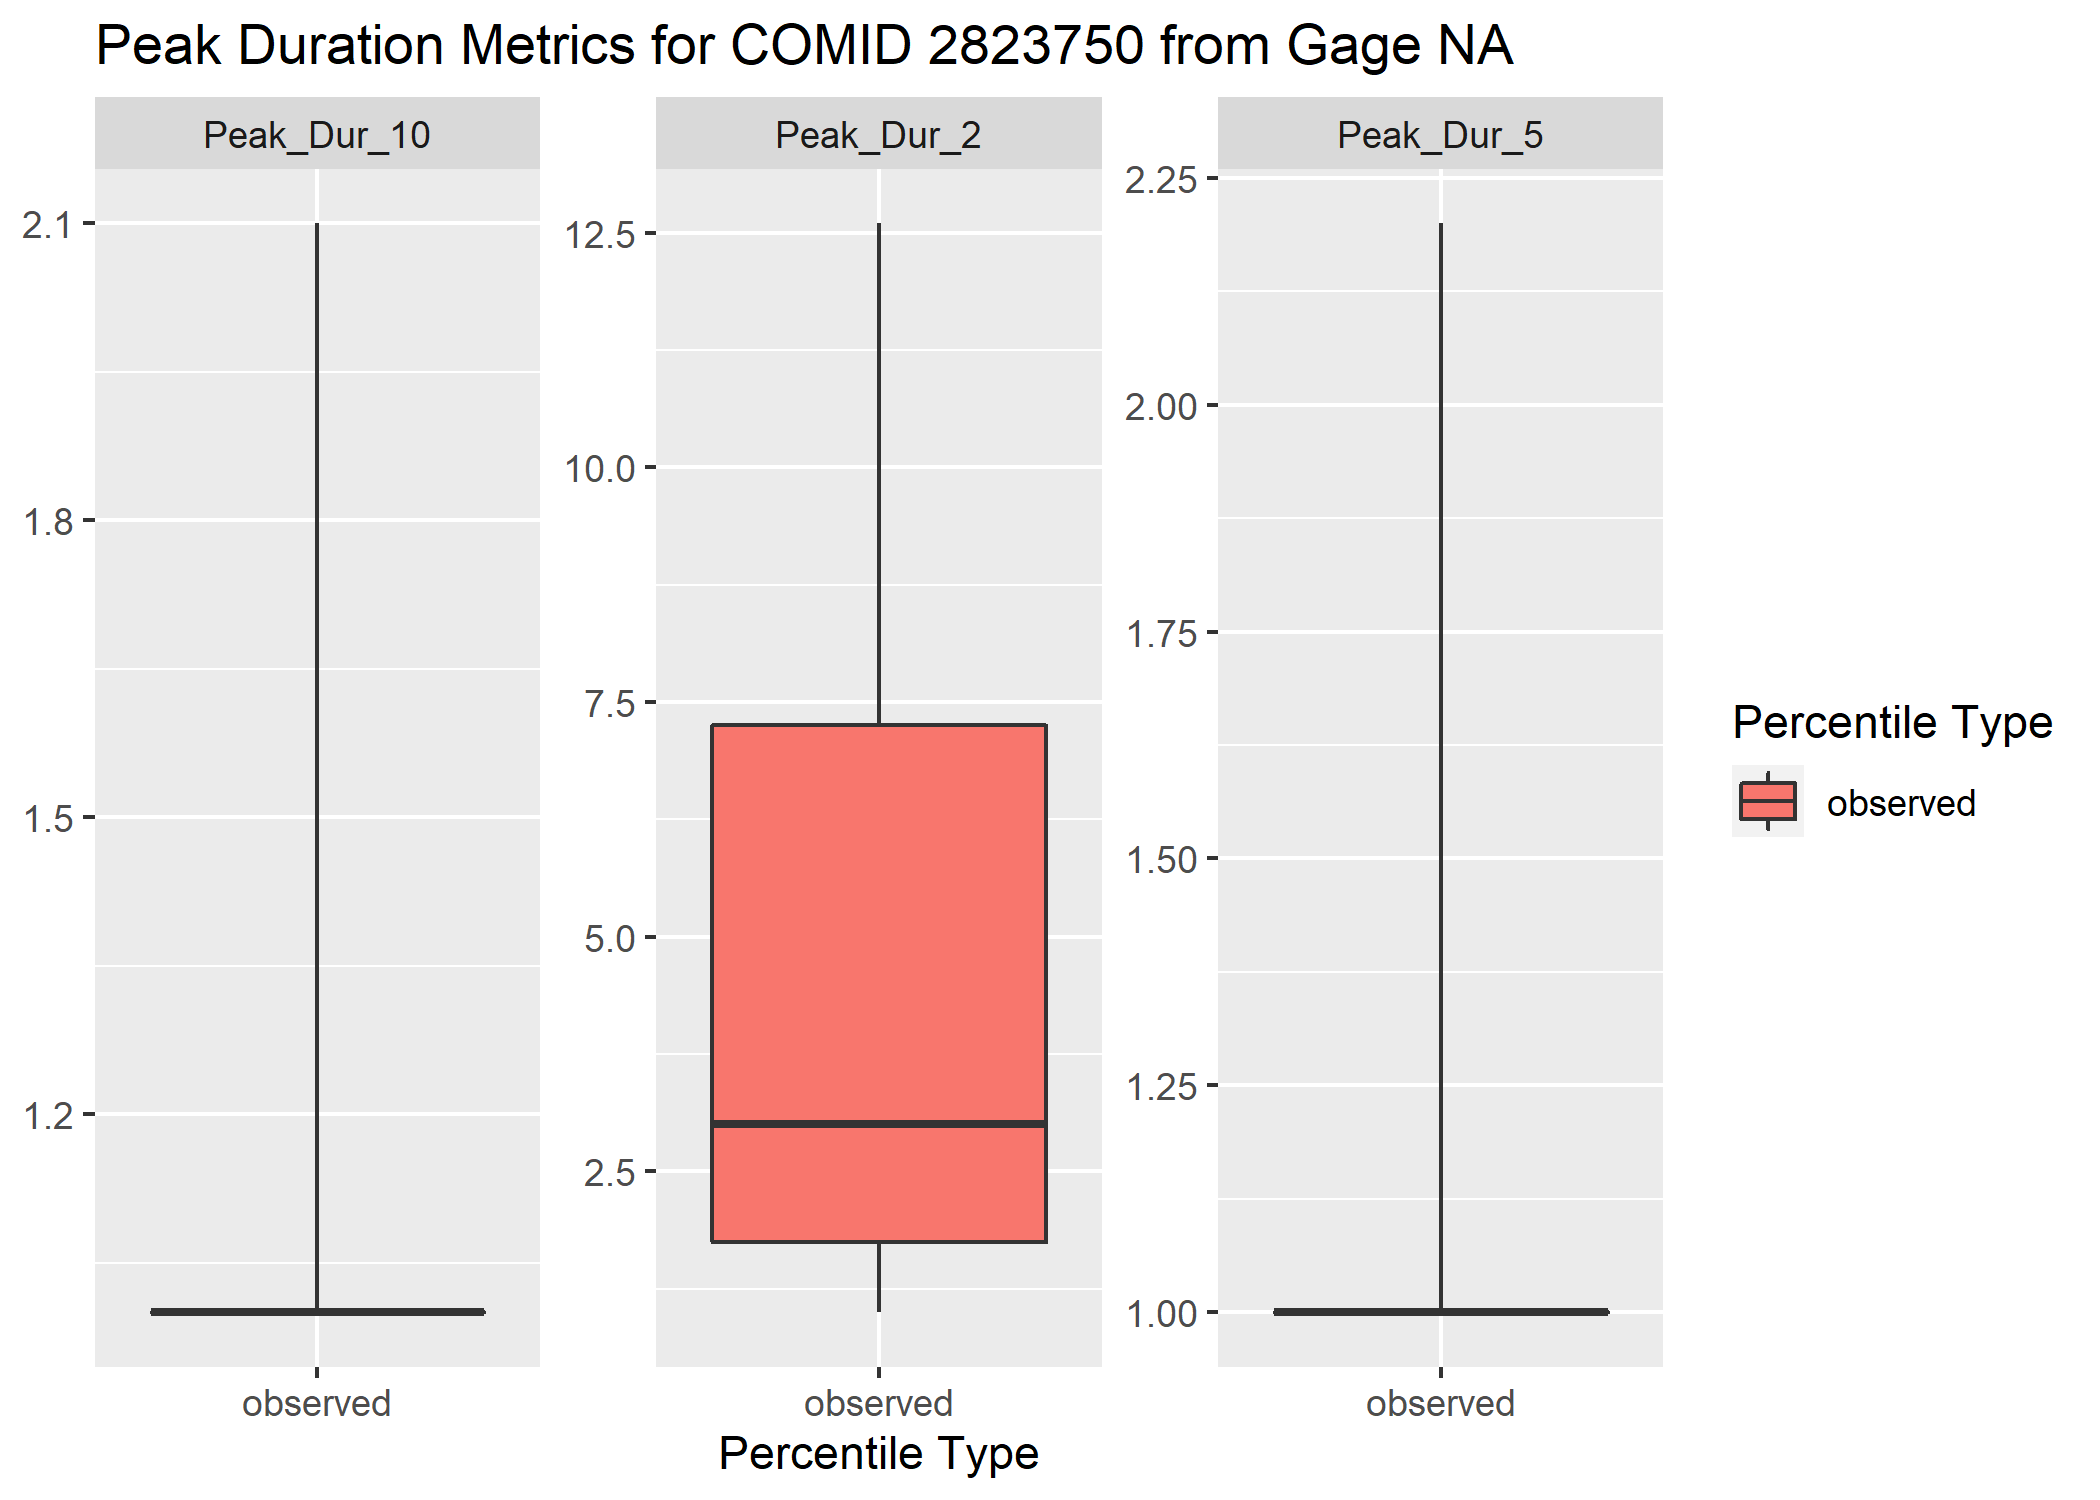 Peak Duration Metrics for COMID 2823750 from Gage NA
Peak_Dur_10
Peak_Dur_2
Peak_Dur_5
2.1
1.8
1.5
1.2
12.5
10.0
7.5
5.0
2.5
2.25
2.00
1.75
1.50
1.25
1.00
observed
observed
observed
Percentile Type
Percentile Type
observed